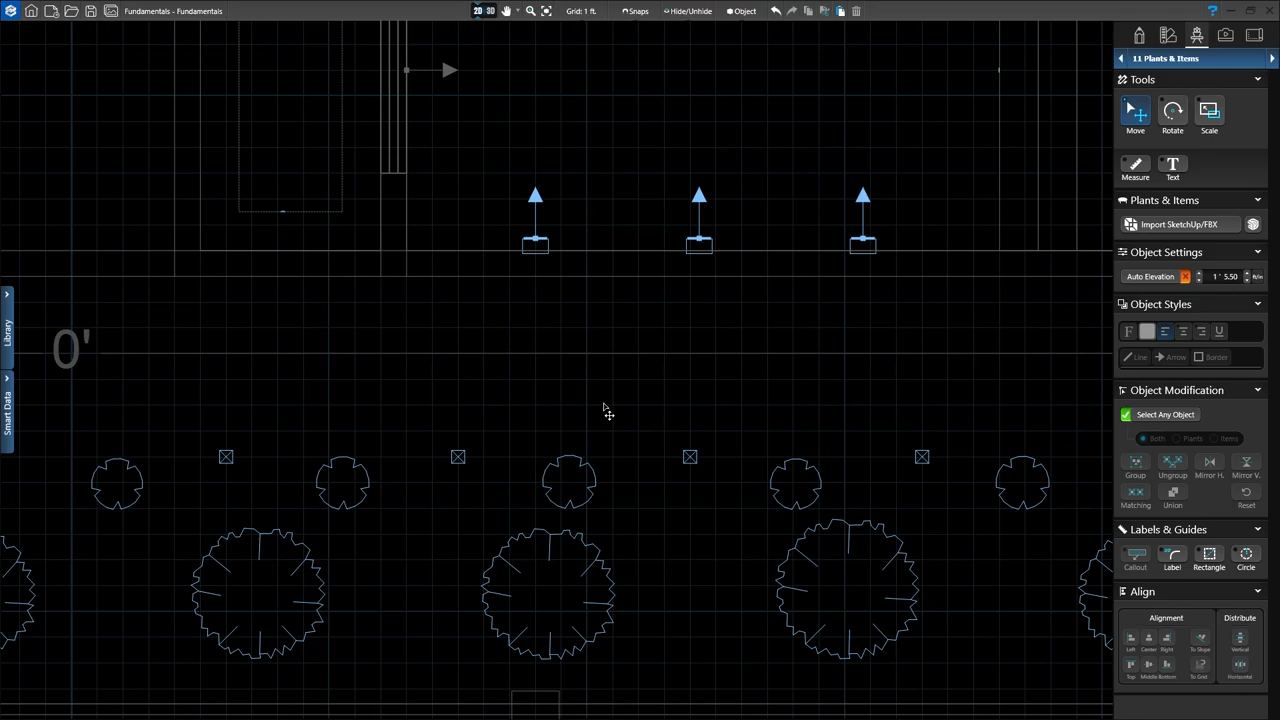 Fundamentals - Fundamentals
2D 3D
Grid: 1 ft.
Snaps
Hide/Unhide
Object
?
11 Plants & Items
Tools
Move
Rotate
Scale
Measure
Text
Plants & Items
Import SketchUp/FBX
Object Settings
Auto Elevation
1 ' 5.50
ft/in
Object Styles
F
U
Line
Arrow
Border
Object Modification
Select Any Object
Both
Plants
Items
Group
Ungroup
Mirror H.
Mirror V.
Matching
Union
Reset
Labels & Guides
Callout
Label
Rectangle
Circle
Align
Alignment
Distribute
Left
Center
Right
To Slope
Vertical
Top
Middle
Bottom
To Grid
Horizontal
Library
Smart Data
0'